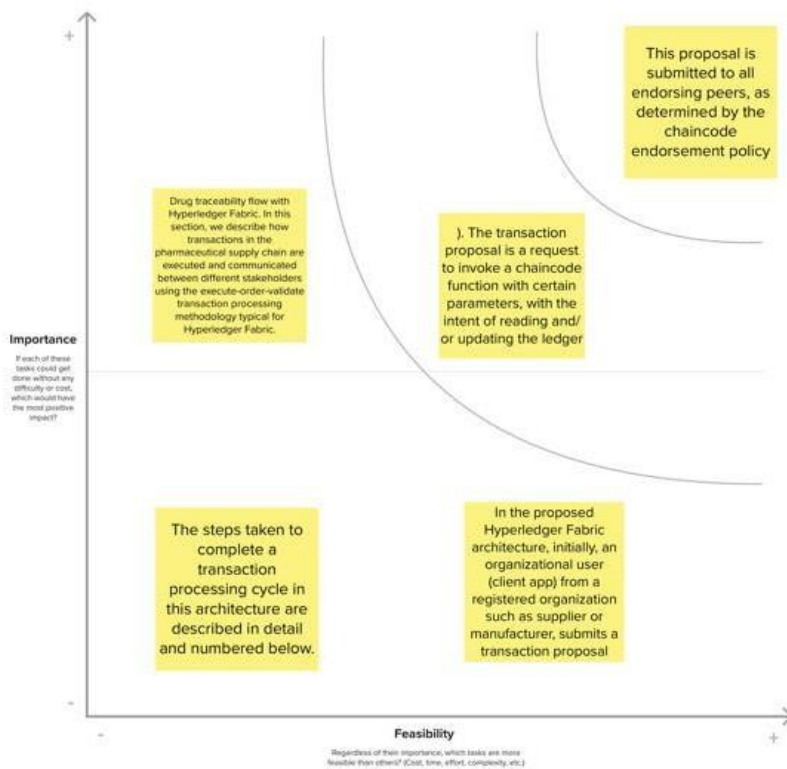 +
This proposal is
submitted to all
endorsing peers, as
determined by the
chaincode
endorsement policy
Drug traceability flow with
Hyperledger Fabric. In this
section, we describe how
transactions in the
pharmaceutical supply chain are
executed and communicated
between different stakeholders
using the execute-order-validate
transaction processing
methodology typical for
Hyperledger Fabric.
). The transaction
proposal is a request
to invoke a chaincode
function with certain
parameters, with the
intent of reading and/
or updating the ledger
Importance
If each of these
tasks could get
done without any
difficulty or cost,
which would have
the most positive
impact?
The steps taken to
complete a
transaction
processing cycle in
this architecture are
described in detail
and numbered below.
In the proposed
Hyperledger Fabric
architecture, initially, an
organizational user
(client app) from a
registered organization
such as supplier or
manufacturer, submits a
transaction proposal
-
-
Feasibility
+
Regardless of their importance, which tasks are more
feasible than others? (Cost, time, effort, complexity, etc.)